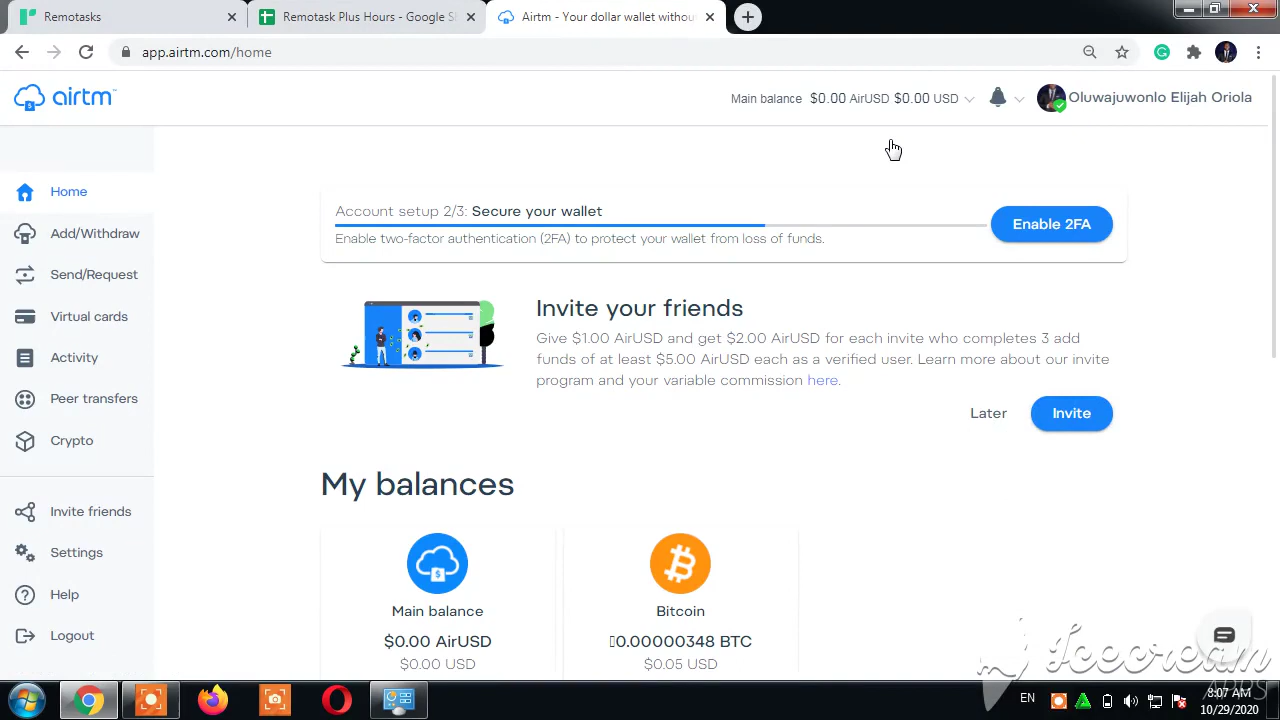 Remotasks
Remotask Plus Hours - Google S
Airtm - Your dollar wallet withou
app.airtm.com/home
airtm
Main balance $0.00 AirUSD $0.00 USD
Oluwajuwonlo Elijah Oriola
Home
Add/Withdraw
Send/Request
Virtual cards
Activity
Peer transfers
Crypto
Invite friends
Settings
Help
Logout
Account setup 2/3: Secure your wallet
Enable two-factor authentication (2FA) to protect your wallet from loss of funds.
Enable 2FA
Invite your friends
Give $1.00 AirUSD and get $2.00 AirUSD for each invite who completes 3 add
funds of at least $5.00 AirUSD each as a verified user. Learn more about our invite
program and your variable commission here.
Later
Invite
My balances
Main balance
$0.00 AirUSD
$0.00 USD
Bitcoin
0.00000348 BTC
$0.05 USD
Icecream
APPS
EN
8:07 AM
10/29/2020